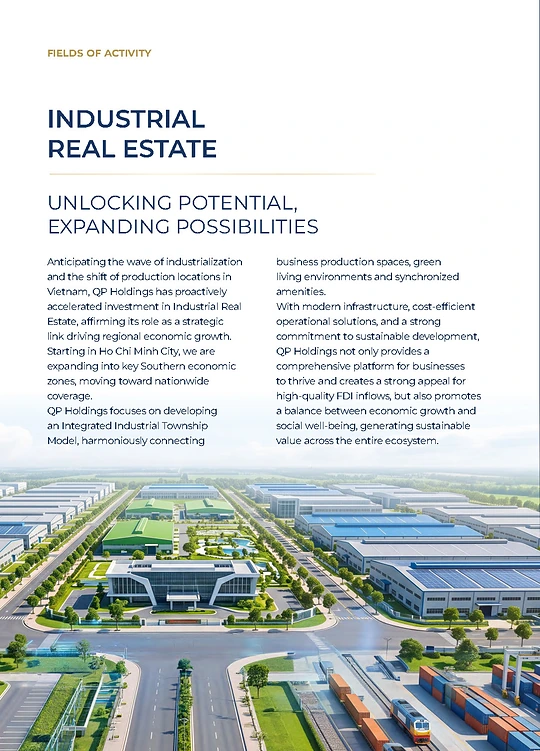 FIELDS OF ACTIVITY
INDUSTRIAL
REAL ESTATE
UNLOCKING POTENTIAL,
EXPANDING POSSIBILITIES
Anticipating the wave of industrialization
and the shift of production locations in
Vietnam, QP Holdings has proactively
accelerated investment in Industrial Real
Estate, affirming its role as a strategic
link driving regional economic growth.
Starting in Ho Chi Minh City, we are
expanding into key Southern economic
zones, moving toward nationwide
coverage.
QP Holdings focuses on developing
an Integrated Industrial Township
Model, harmoniously connecting
business production spaces, green
living environments and synchronized
amenities.
With modern infrastructure, cost-efficient
operational solutions, and a strong
commitment to sustainable development,
QP Holdings not only provides a
comprehensive platform for businesses
to thrive and creates a strong appeal for
high-quality FDI inflows, but also promotes
a balance between economic growth and
social well-being, generating sustainable
value across the entire ecosystem.